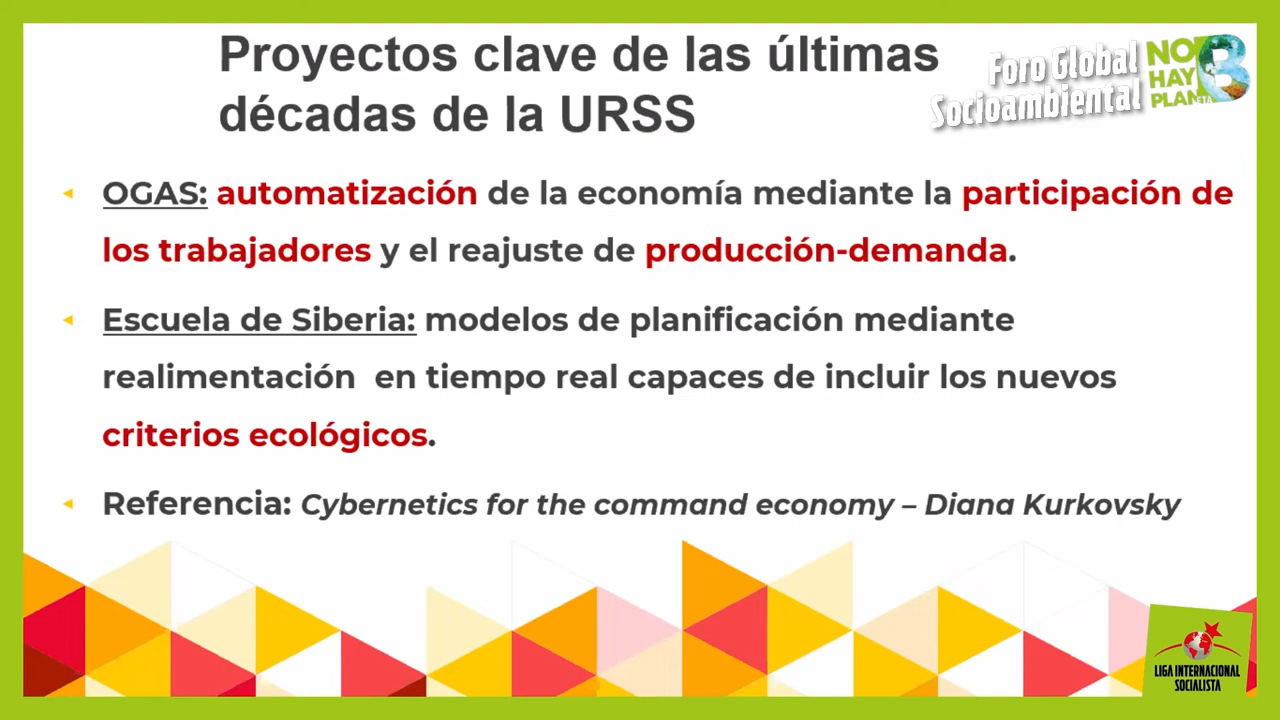 Proyectos clave de las últimas
décadas de la URSS
Foro Global
Socioambiental
NO
HAY
PLAN
ETA
B
OGAS: automatización de la economía mediante la participación de
los trabajadores y el reajuste de producción-demanda.
Escuela de Siberia: modelos de planificación mediante
realimentación en tiempo real capaces de incluir los nuevos
criterios ecológicos.
Referencia: Cybernetics for the command economy – Diana Kurkovsky
LIGA INTERNACIONAL
SOCIALISTA